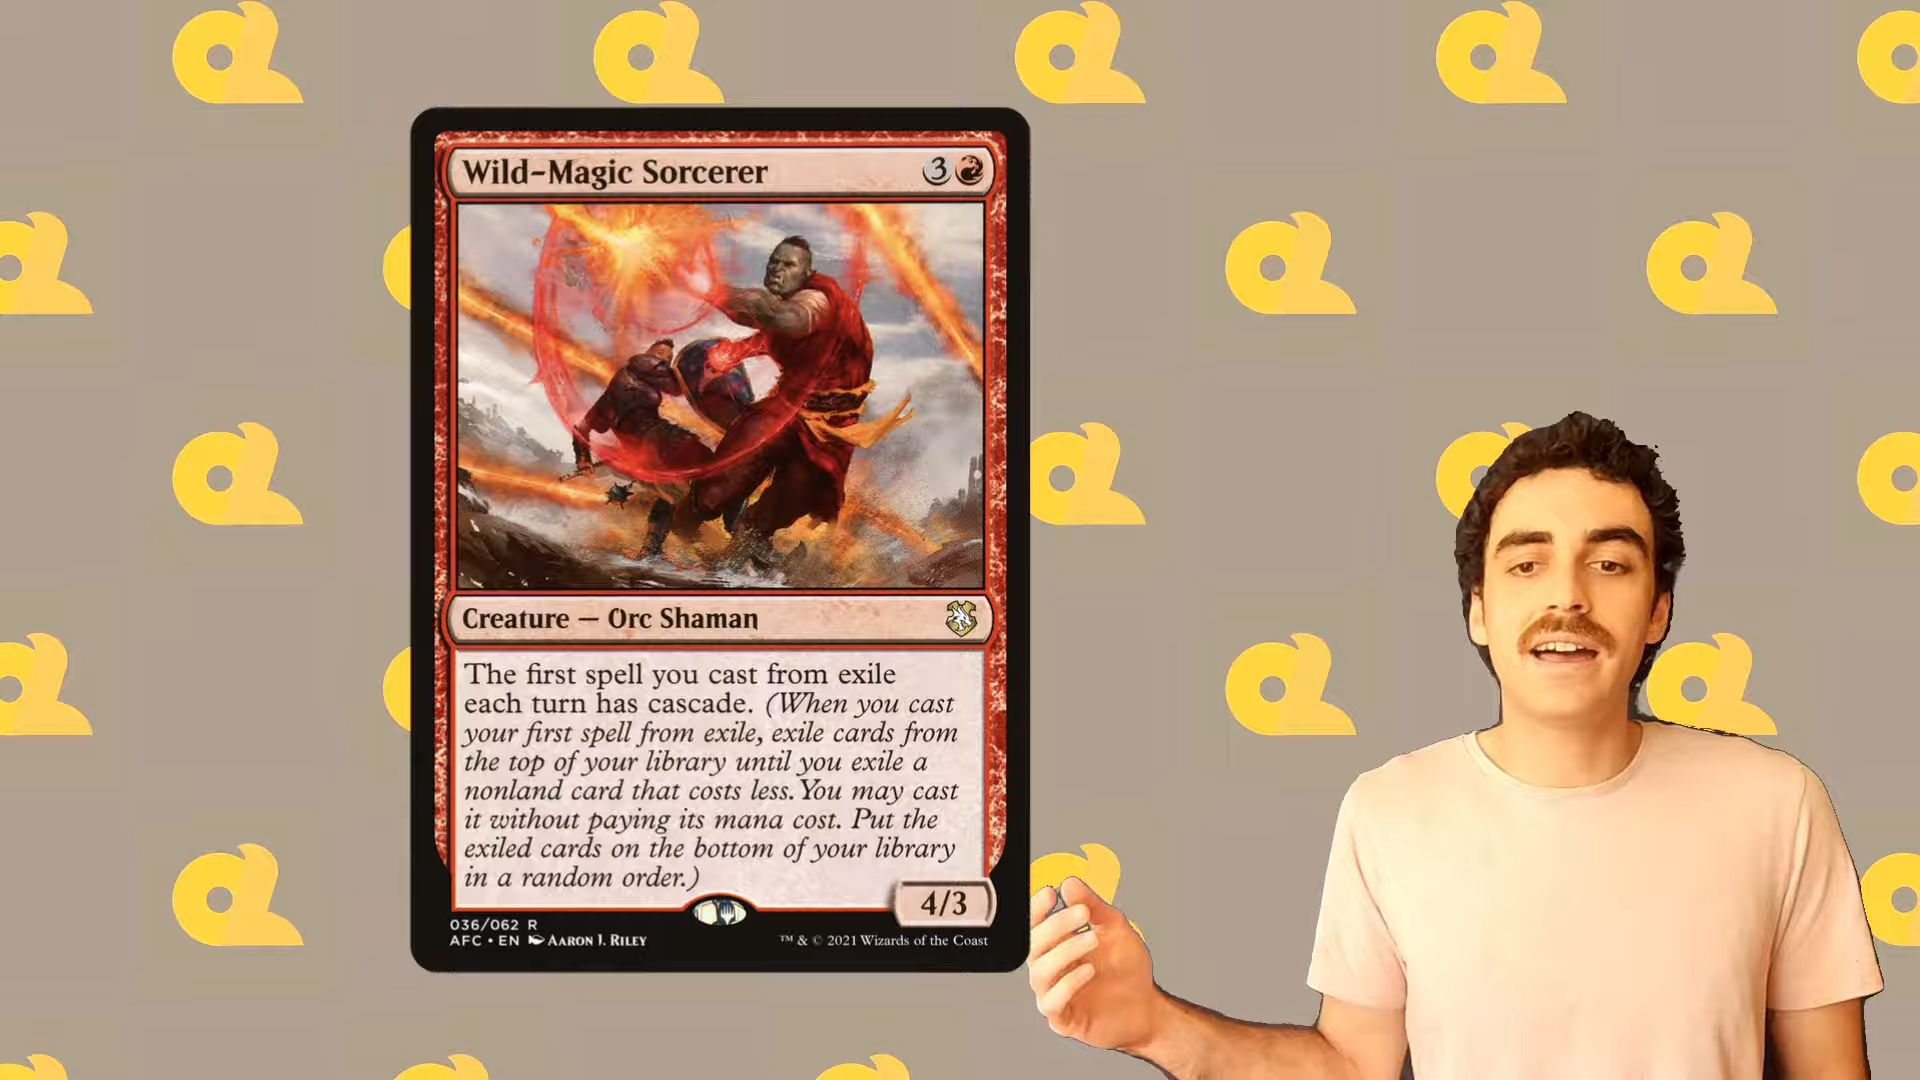 Wild-Magic Sorcerer 3
Creature — Orc Shaman
The first spell you cast from exile
each turn has cascade. (When you cast
your first spell from exile, exile cards from
the top of your library until you exile a
nonland card that costs less. You may cast
it without paying its mana cost. Put the
exiled cards on the bottom of your library
in a random order.)
4/3
036/062 R
AFC • EN Aaron J. Riley
™ & © 2021 Wizards of the Coast